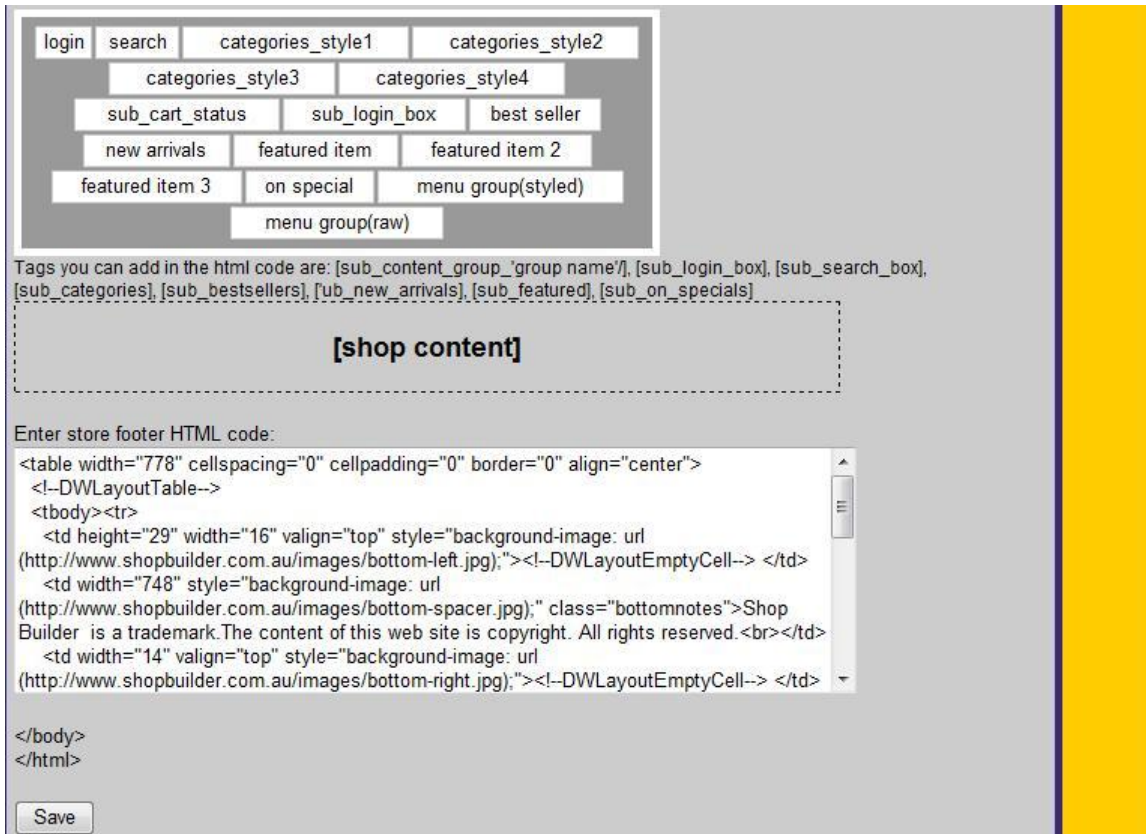 login search categories_style1 categories_style2
categories_style3 categories_style4
sub_cart_status sub_login_box best seller
new arrivals featured item featured item 2
featured item 3 on special menu group(styled)
menu group(raw)
Tags you can add in the html code are: [sub_content_group_'group name'/], [sub_login_box], [sub_search_box],
[sub_categories], [sub_bestsellers], ['ub_new_arrivals], [sub_featured], [sub_on_specials]
[shop content]
Enter store footer HTML code:
<table width="778" cellspacing="0" cellpadding="0" border="0" align="center">
<!--DWLayoutTable-->
<tbody><tr>
<td height="29" width="16" valign="top" style="background-image: url
(http://www.shopbuilder.com.au/images/bottom-left.jpg);"><!--DWLayoutEmptyCell--> </td>
<td width="748" style="background-image: url
(http://www.shopbuilder.com.au/images/bottom-spacer.jpg);" class="bottomnotes">Shop
Builder is a trademark.The content of this web site is copyright. All rights reserved.<br></td>
<td width="14" valign="top" style="background-image: url
(http://www.shopbuilder.com.au/images/bottom-right.jpg);"><!--DWLayoutEmptyCell--> </td>
</body>
</html>
Save